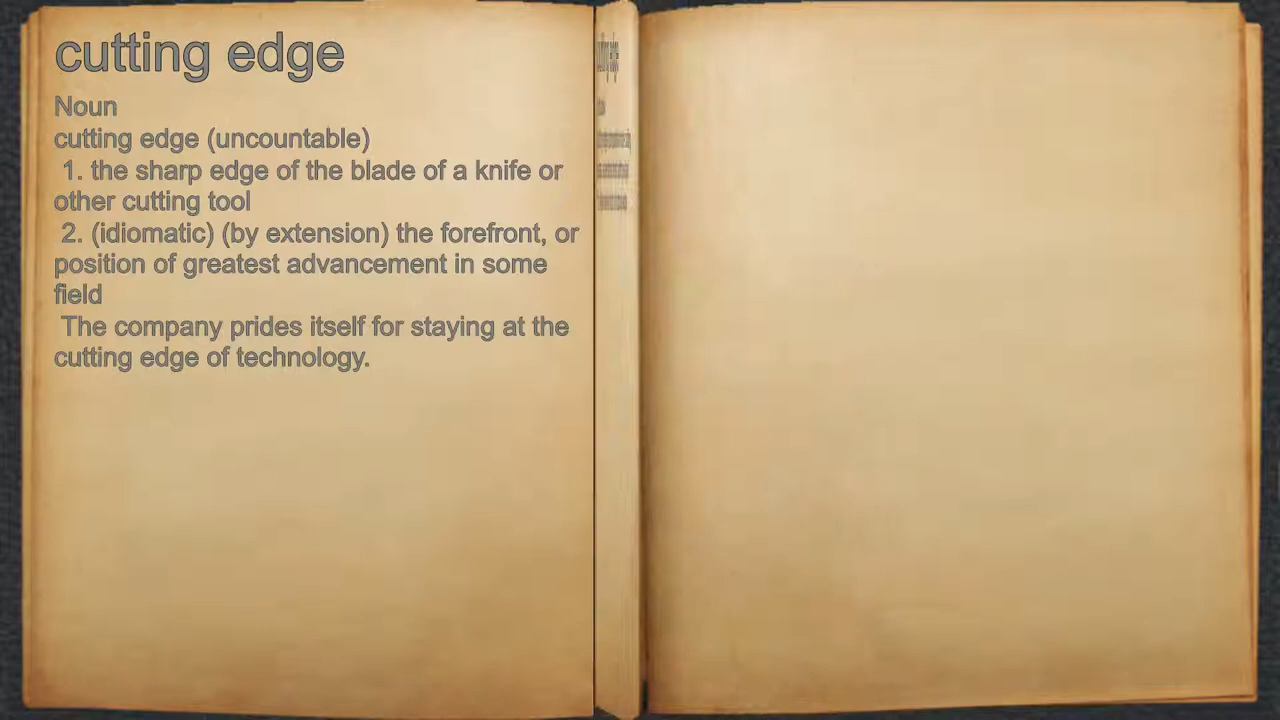 cutting edge
Noun
cutting edge (uncountable)
1. the sharp edge of the blade of a knife or
other cutting tool
2. (idiomatic) (by extension) the forefront, or
position of greatest advancement in some
field
The company prides itself for staying at the
cutting edge of technology.